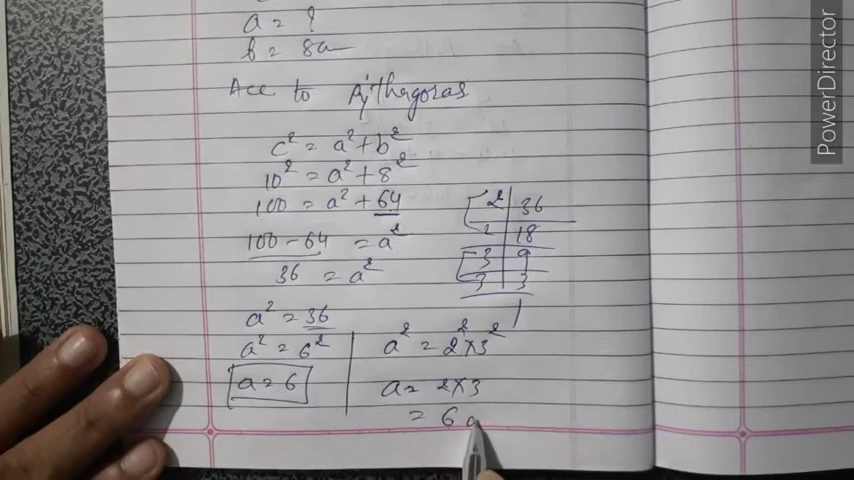 a = ?
b = 8cm
Acc to Pythagoras
c² = a² + b²
10² = a² + 8²
100 = a² + 64
100 - 64 = a²
36 = a²
a² = 36
a² = 6²
a = 6
2 | 36
2 | 18
3 | 9
3 | 3
1
a² = 2² × 3²
a = 2 × 3
= 6 c
PowerDirector